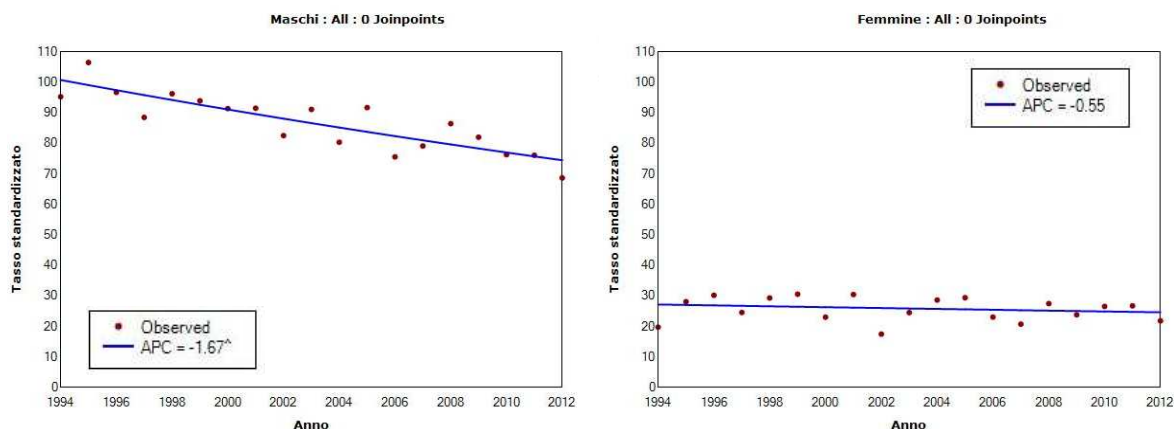 Maschi : All : 0 Joinpoints
Tasso standardizzato
110
100
90
80
70
60
50
40
30
20
10
0
Observed
APC = -1.67^
1994 1996 1998 2000 2002 2004 2006 2008 2010 2012
Anno
Femmine : All : 0 Joinpoints
Tasso standardizzato
110
100
90
80
70
60
50
40
30
20
10
0
Observed
APC = -0.55
1994 1996 1998 2000 2002 2004 2006 2008 2010 2012
Anno